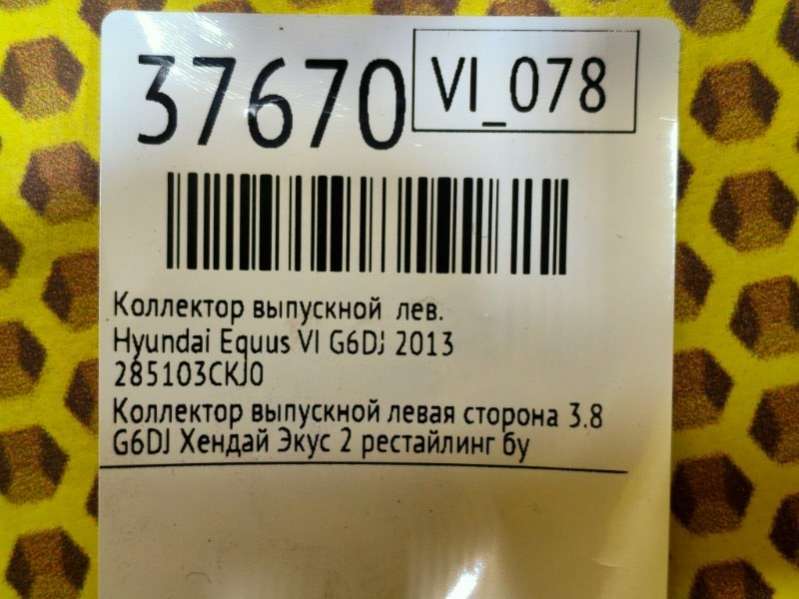 37670
VI_078
Коллектор выпускной лев.
Hyundai Equus VI G6DJ 2013
285103CKJ0
Коллектор выпускной левая сторона 3.8
G6DJ Хендай Экус 2 рестайлинг бу